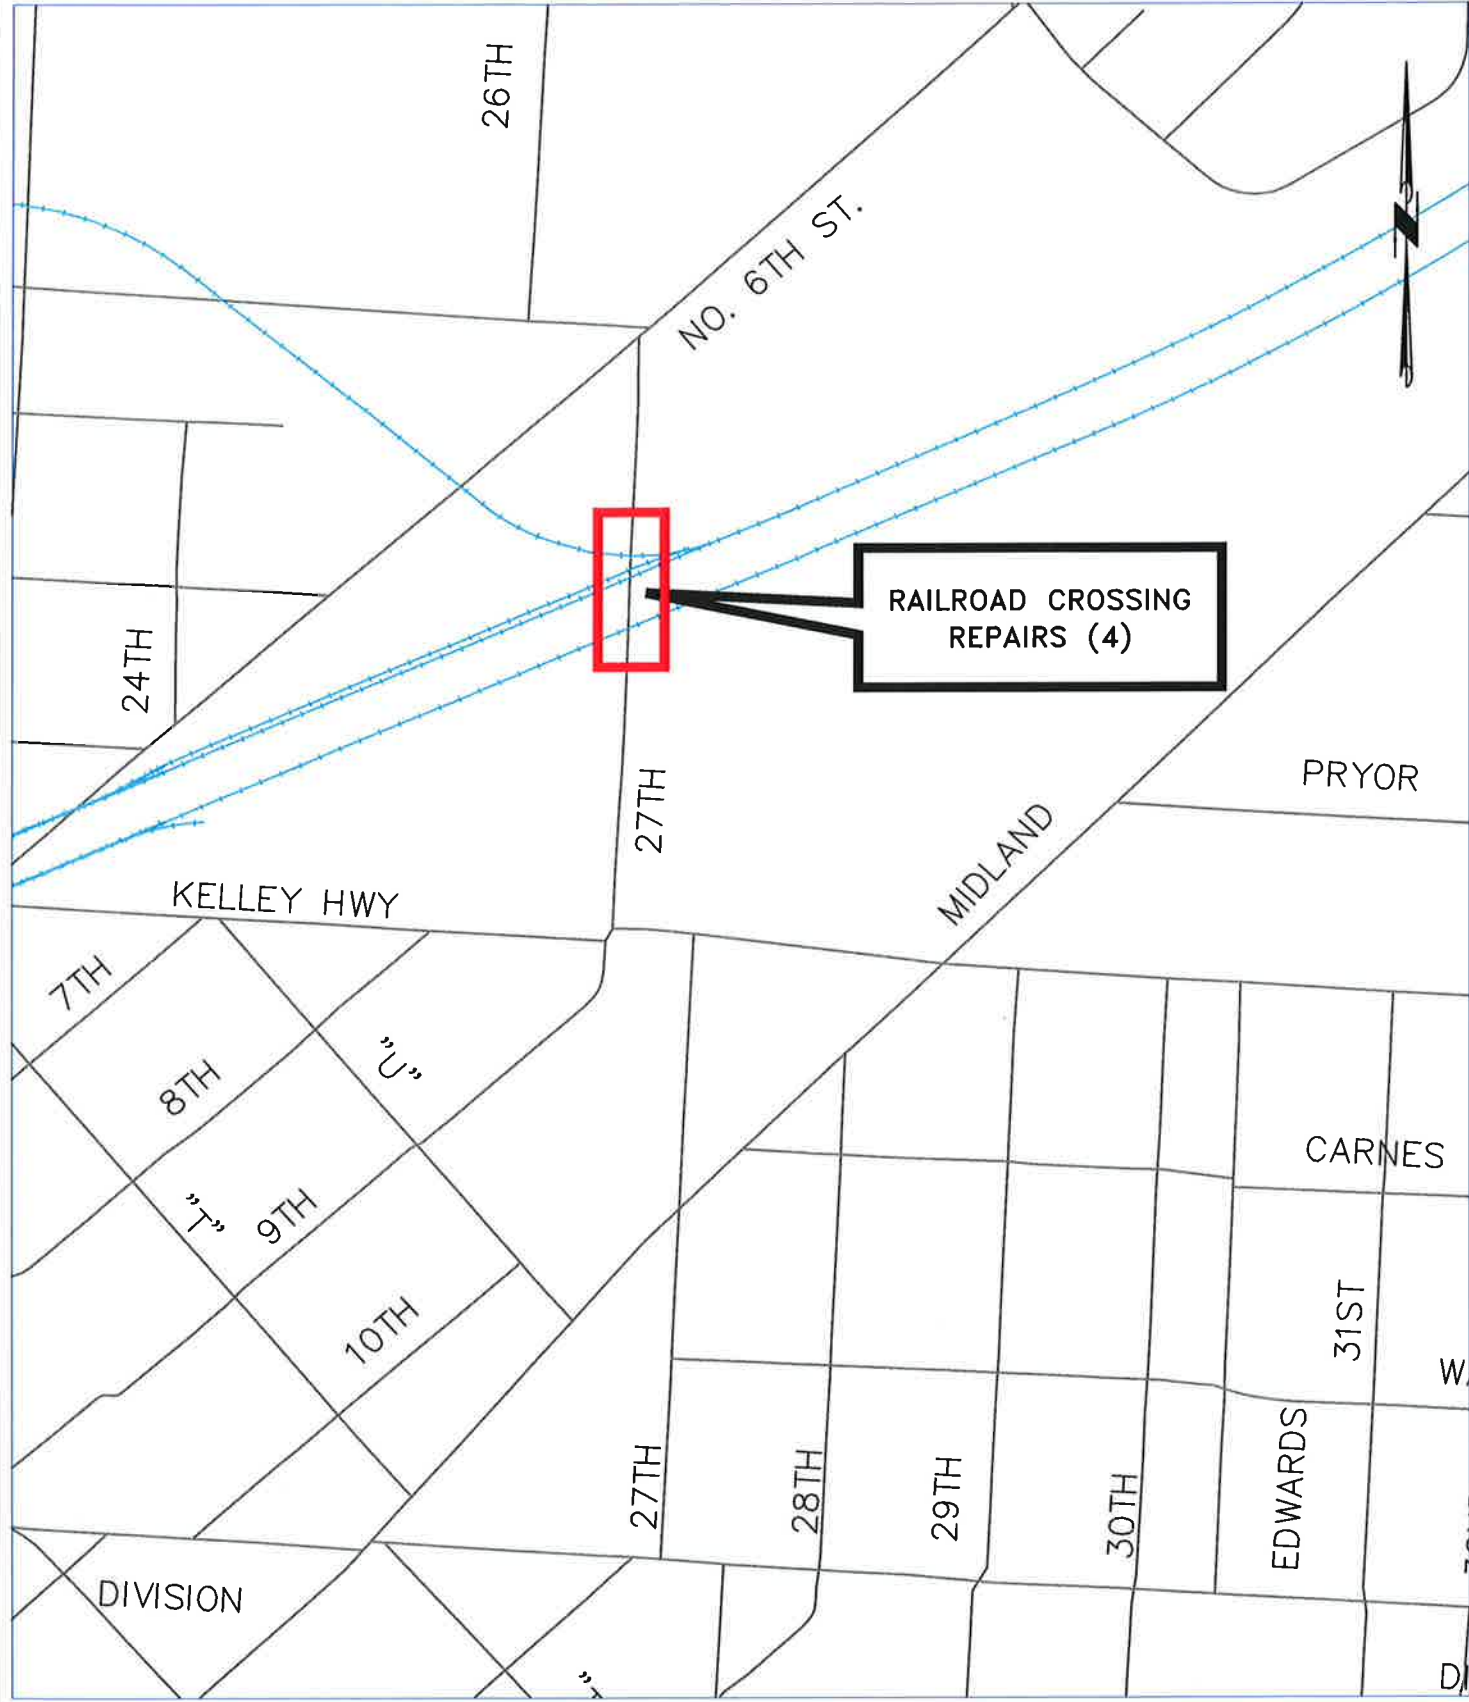 26TH
NO. 6TH ST.
N
RAILROAD CROSSING
REPAIRS (4)
24TH
27TH
PRYOR
MIDLAND
KELLEY HWY
7TH
8TH
"U"
"T"
9TH
10TH
CARNES
31ST
27TH
28TH
29TH
30TH
EDWARDS
DIVISION